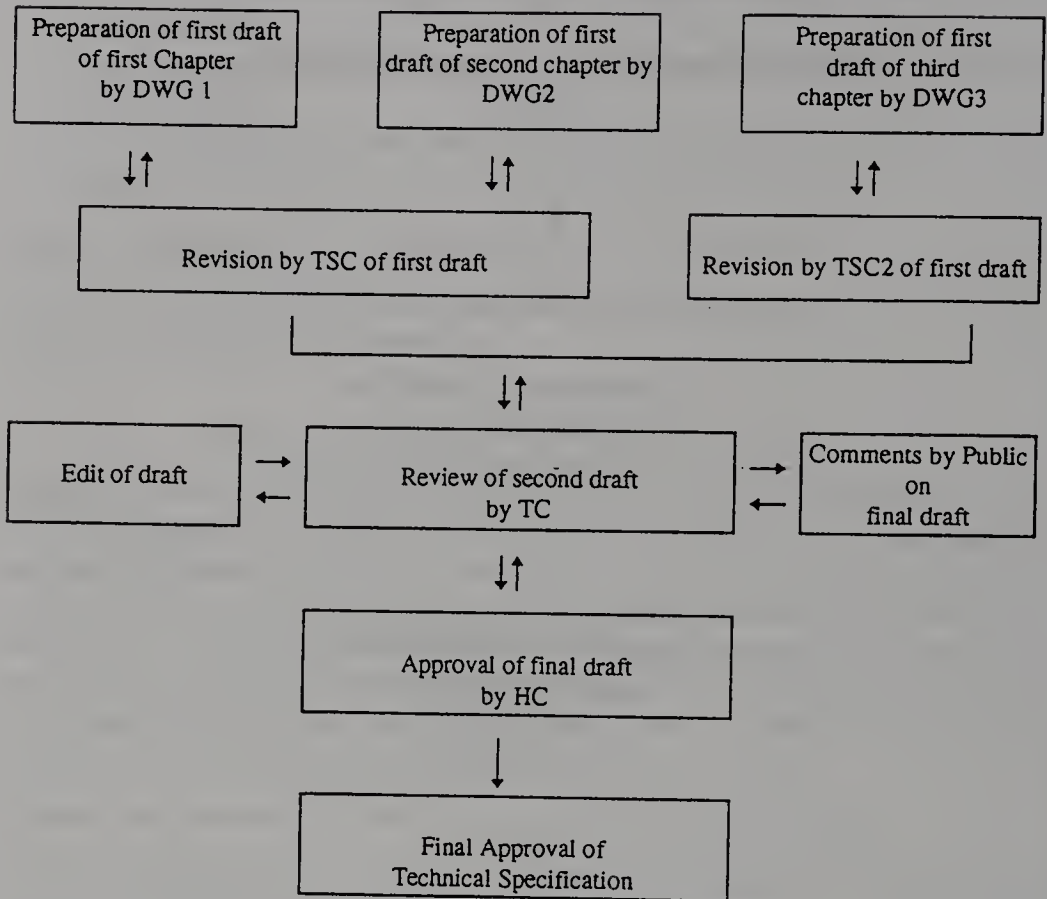 Preparation of first draft
of first Chapter
by DWG 1
Preparation of first
draft of second chapter by
DWG2
Preparation of first
draft of third
chapter by DWG3
Revision by TSC of first draft
Revision by TSC2 of first draft
Edit of draft
Review of second draft
by TC
Comments by Public
on
final draft
Approval of final draft
by HC
Final Approval of
Technical Specification